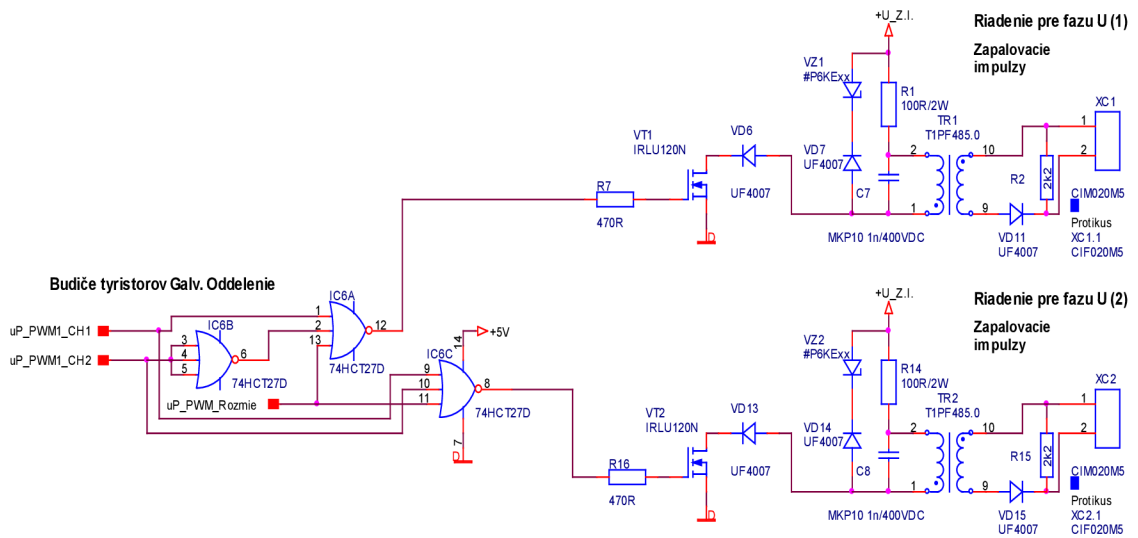 +U_Z.I.
Riadenie pre fazu U (1)
Zapalovacie
impulzy
VZ1
#P6KExx
R1
100R/2W
TR1
T1PF485.0
XC1
VT1
IRLU120N
VD6
UF4007
VD7
UF4007
C7
2
1
10
9
R2
2k2
1
2
R7
470R
D
MKP10 1n/400VDC
VD11
UF4007
CIM020M5
Protikus
XC1.1
CIF020M5
Budiče tyristorov Galv. Oddelenie
IC6A
uP_PWM1_CH1
IC6B
1
2
13
12
uP_PWM1_CH2
3
4
5
6
74HCT27D
74HCT27D
uP_PWM_Rozmie
IC6C
14
+5V
9
10
11
8
74HCT27D
7
D
+U_Z.I.
Riadenie pre fazu U (2)
Zapalovacie
impulzy
VZ2
#P6KExx
R14
100R/2W
TR2
T1PF485.0
XC2
VT2
IRLU120N
VD13
UF4007
VD14
UF4007
C8
2
1
10
9
R15
2k2
1
2
R16
470R
D
MKP10 1n/400VDC
VD15
UF4007
CIM020M5
Protikus
XC2.1
CIF020M5